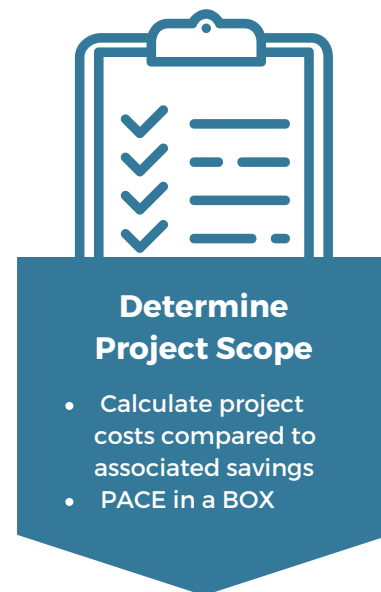 Determine
Project Scope
• Calculate project
costs compared to
associated savings
• PACE in a BOX